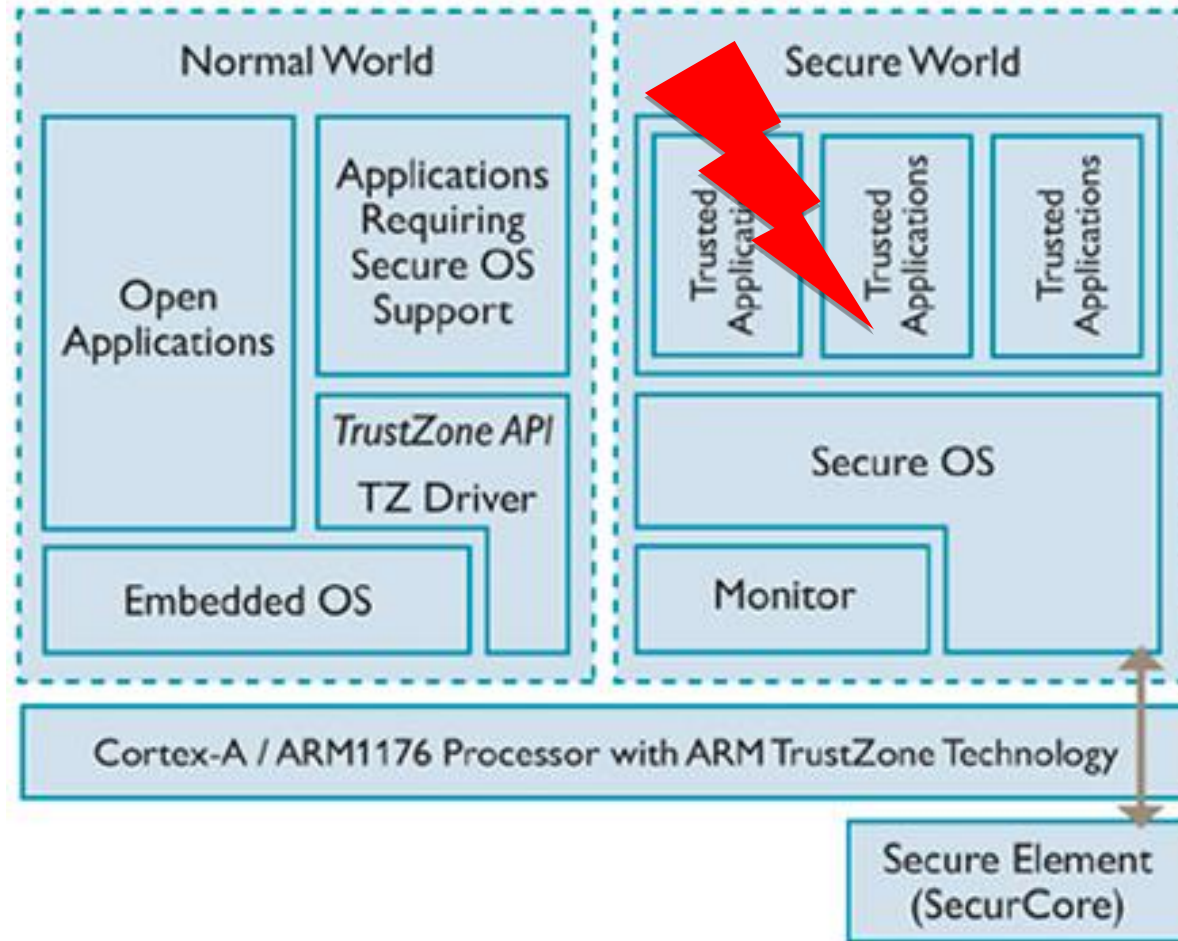 Normal World
Open
Applications
Applications
Requiring
Secure OS
Support
TrustZone API
TZ Driver
Embedded OS
Secure World
Trusted
Trusted
Applications
Trusted
Applications
Secure OS
Monitor
Cortex-A / ARM1176 Processor with ARM TrustZone Technology
Secure Element
(SecurCore)